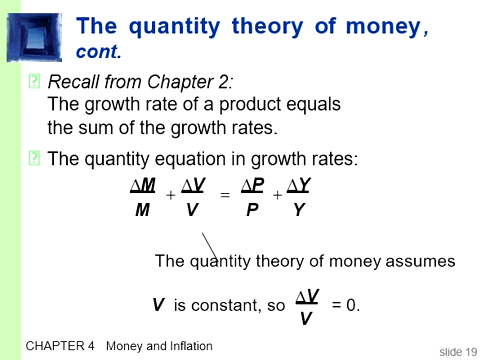 The quantity theory of money,
cont.
Recall from Chapter 2:
The growth rate of a product equals
the sum of the growth rates.
The quantity equation in growth rates:
ΔM/M + ΔV/V = ΔP/P + ΔY/Y
The quantity theory of money assumes
V is constant, so ΔV/V = 0.
CHAPTER 4 Money and Inflation
slide 19